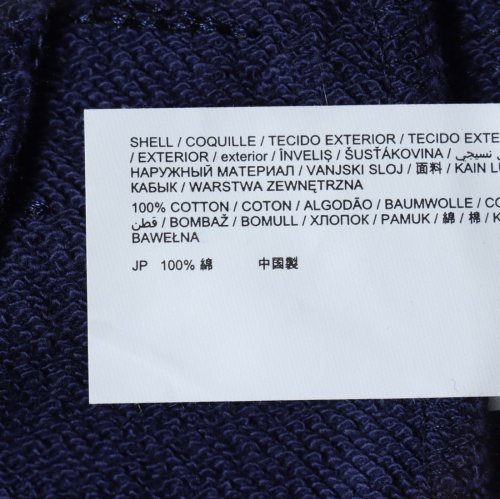 SHELL / COQUILLE / TECIDO EXTERIOR / TECIDO EXTE
/ EXTERIOR / exterior / ÎNVELIȘ / ŠUSŤÁKOVINA /
НАРУЖНЫЙ МАТЕРИАЛ / VANJSKI SLOJ / 面料 / KAIN LU
КАБЫК / WARSTWA ZEWNĘTRZNA
100% COTTON / COTON / ALGODÃO / BAUMWOLLE / CO
قطن / BOMBAŽ / BOMULL / ХЛОПОК / PAMUK / 綿 / 棉 / K
BAWEŁNA
JP 100% 綿 中国製